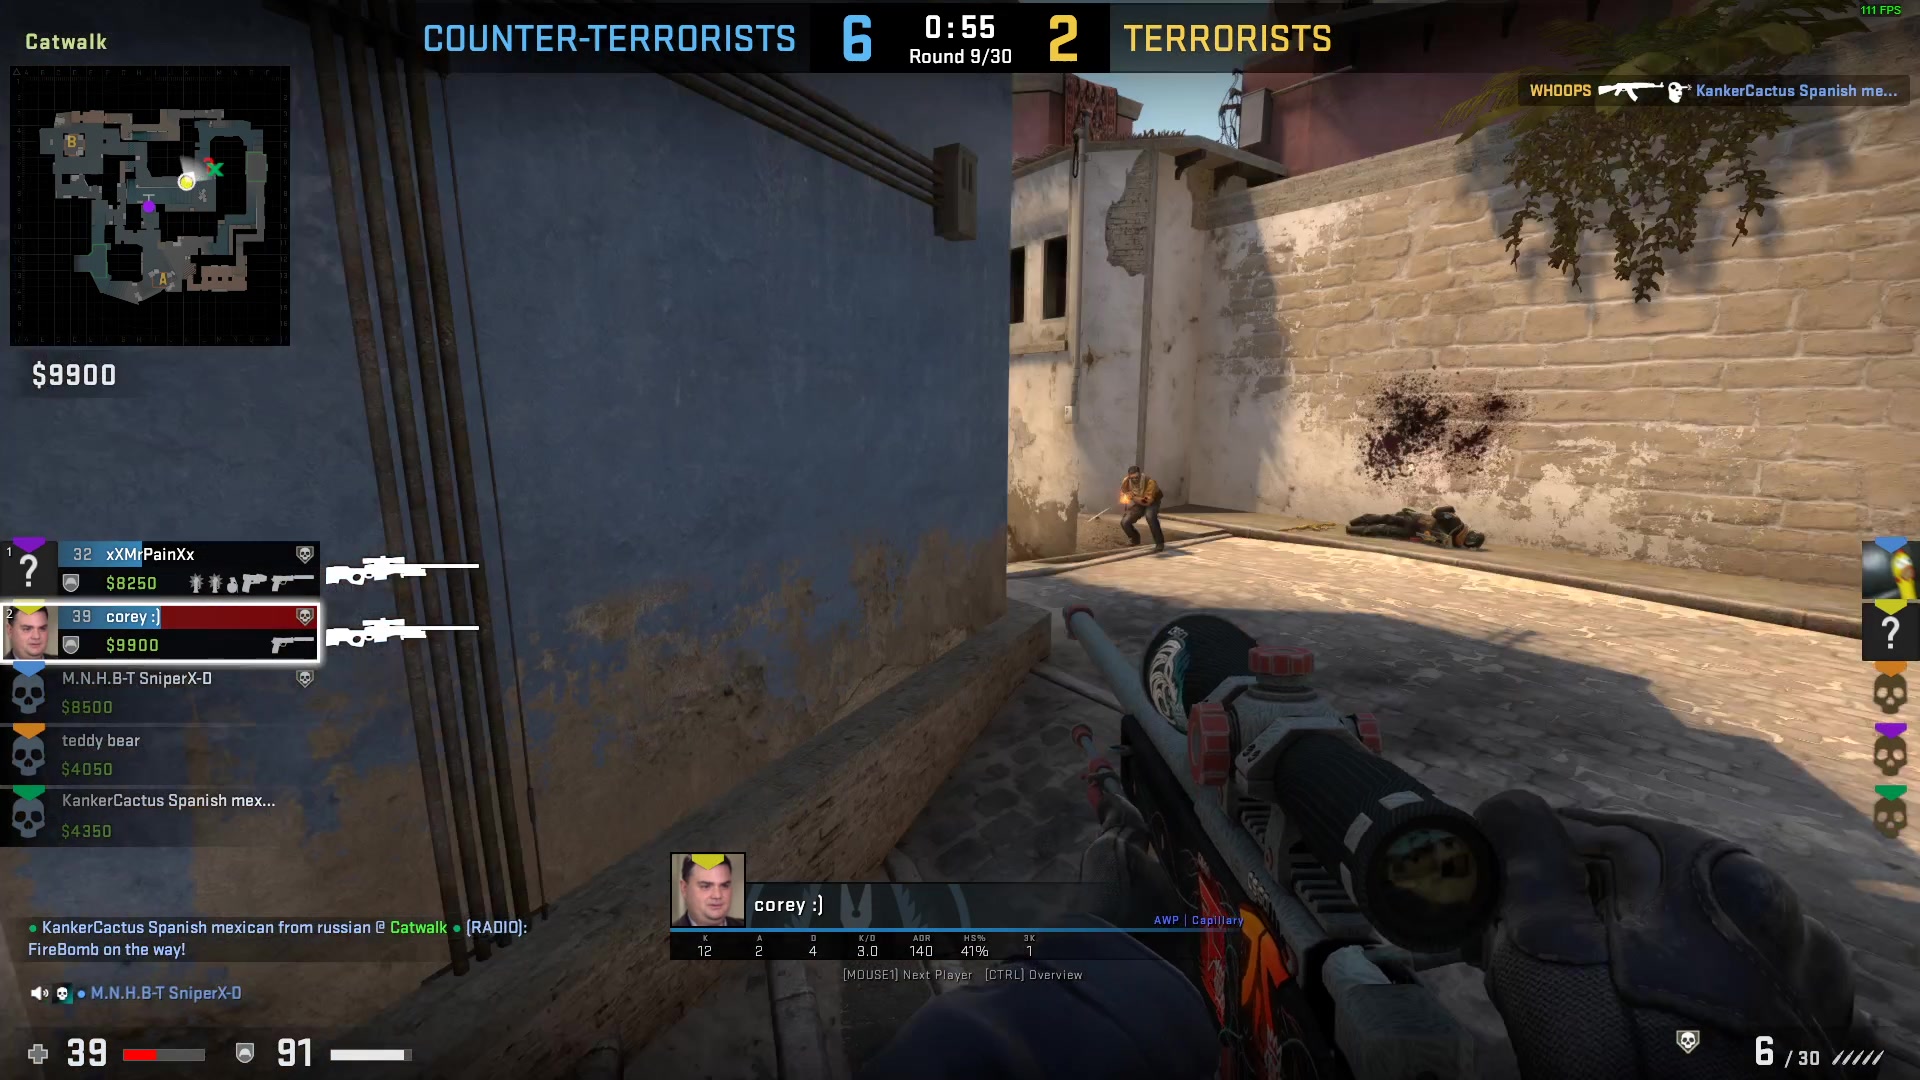 111 FPS
Catwalk
COUNTER-TERRORISTS
6
0:55
Round 9/30
2
TERRORISTS
WHOOPS KankerCactus Spanish me...
B
A
$9900
1
?
32 xXMrPainXx
$8250
2
39 corey :)
$9900
M.N.H.B-T SniperX-D
$8500
teddy bear
$4050
KankerCactus Spanish mex...
$4350
?
corey :)
AWP | Capillary
K A D K/D ADR HS% 3K
12 2 4 3.0 140 41% 1
[MOUSE1] Next Player [CTRL] Overview
• KankerCactus Spanish mexican from russian @ Catwalk • (RADIO):
FireBomb on the way!
• M.N.H.B-T SniperX-D
39
91
6 / 30